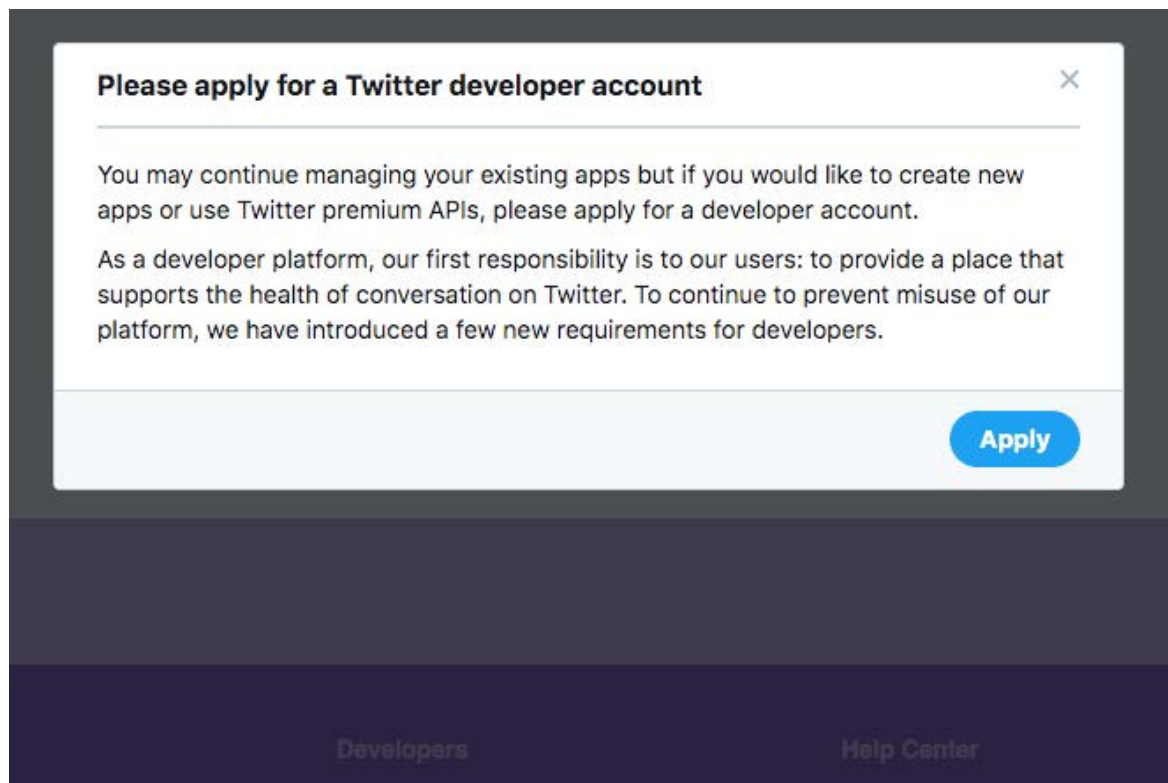 Please apply for a Twitter developer account
You may continue managing your existing apps but if you would like to create new
apps or use Twitter premium APIs, please apply for a developer account.
As a developer platform, our first responsibility is to our users: to provide a place that
supports the health of conversation on Twitter. To continue to prevent misuse of our
platform, we have introduced a few new requirements for developers.
Apply
Developers
Help Center